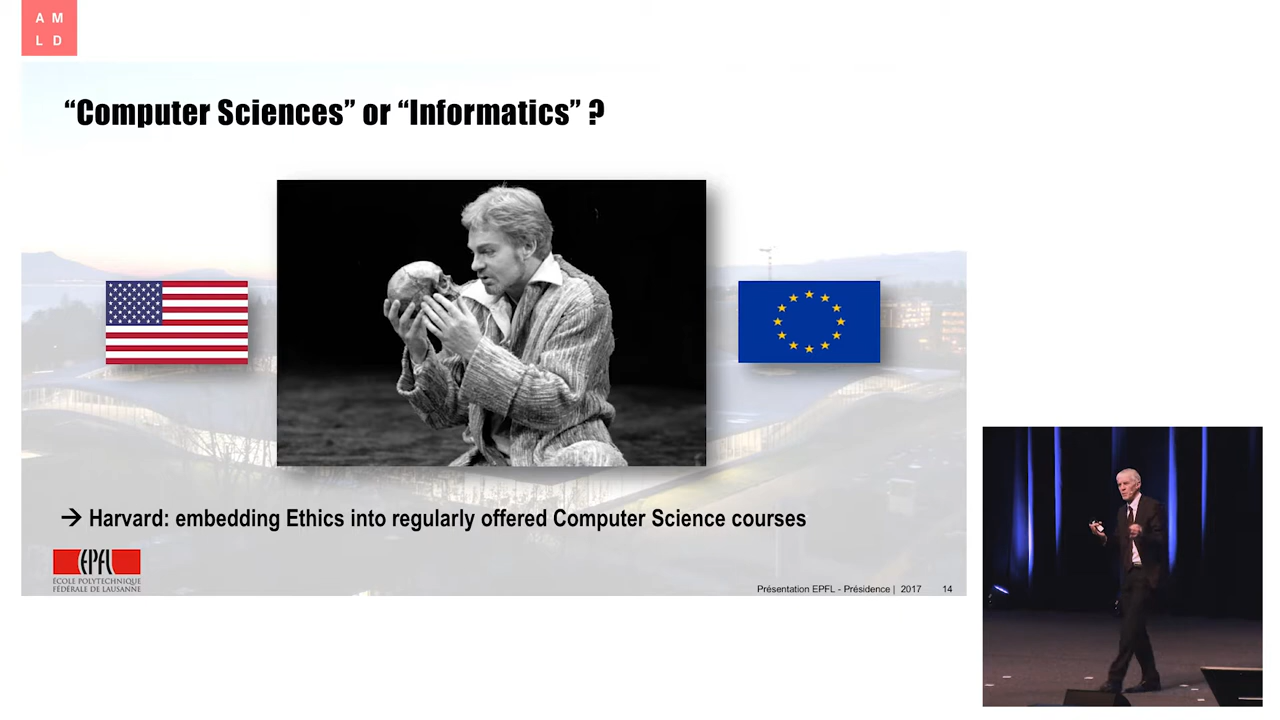 A M
L D
“Computer Sciences” or “Informatics” ?
→ Harvard: embedding Ethics into regularly offered Computer Science courses
EPFL
ÉCOLE POLYTECHNIQUE
FÉDÉRALE DE LAUSANNE
Présentation EPFL - Présidence | 2017 14